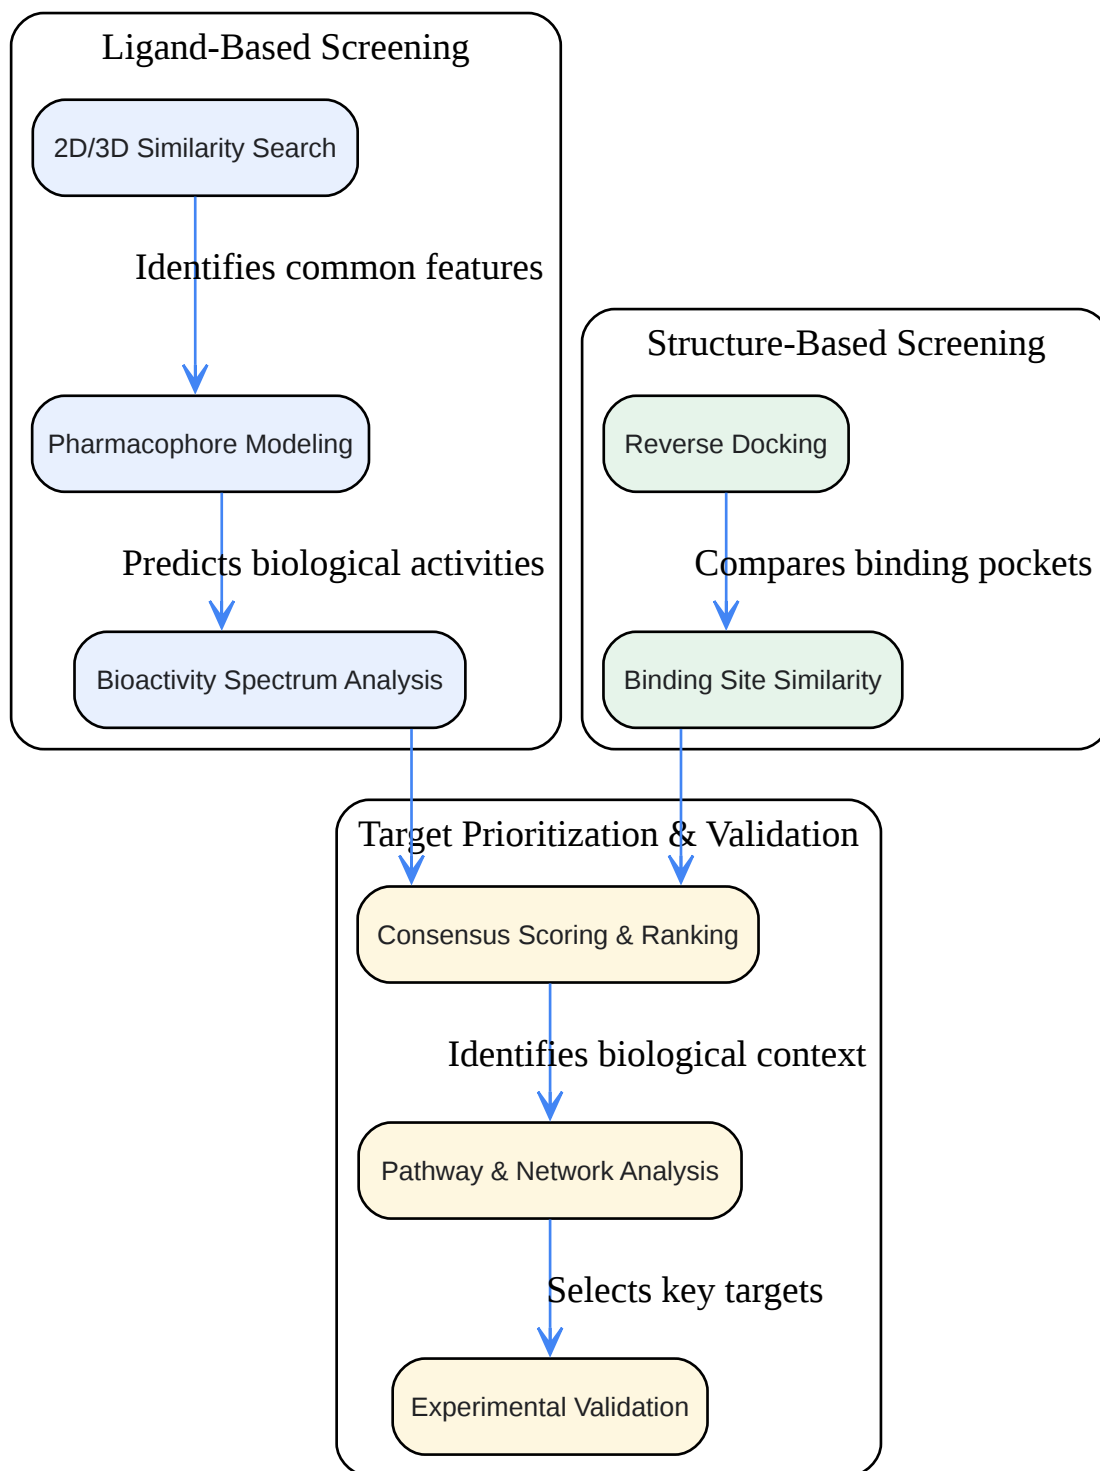 Ligand-Based Screening
2D/3D Similarity Search
Identifies common features
Pharmacophore Modeling
Predicts biological activities
Bioactivity Spectrum Analysis
Structure-Based Screening
Reverse Docking
Compares binding pockets
Binding Site Similarity
Target Prioritization & Validation
Consensus Scoring & Ranking
Identifies biological context
Pathway & Network Analysis
Selects key targets
Experimental Validation